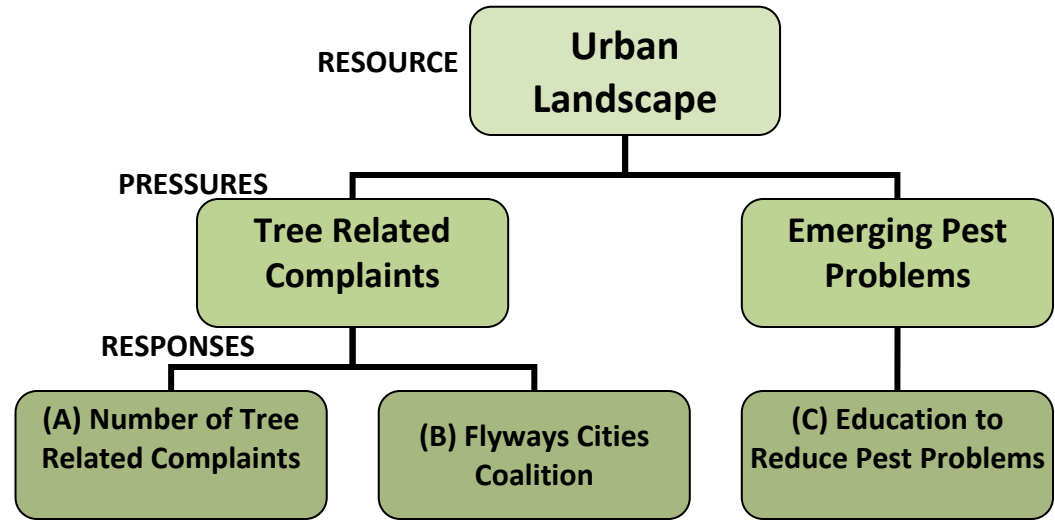 RESOURCE
Urban
Landscape
PRESSURES
Tree Related
Complaints
Emerging Pest
Problems
RESPONSES
(A) Number of Tree
Related Complaints
(B) Flyways Cities
Coalition
(C) Education to
Reduce Pest Problems